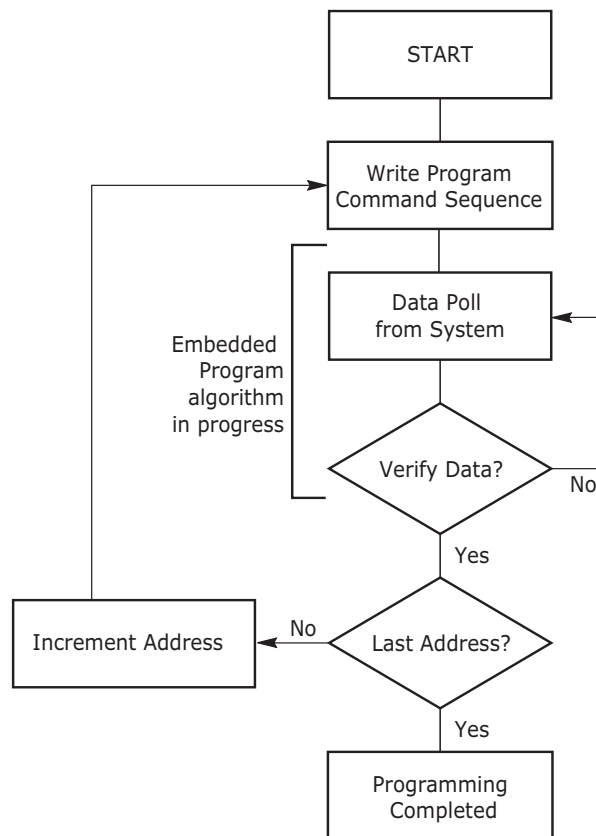 START
Write Program
Command Sequence
Data Poll
from System
Embedded
Program
algorithm
in progress
Verify Data?
No
Yes
Increment Address
No
Last Address?
Yes
Programming
Completed